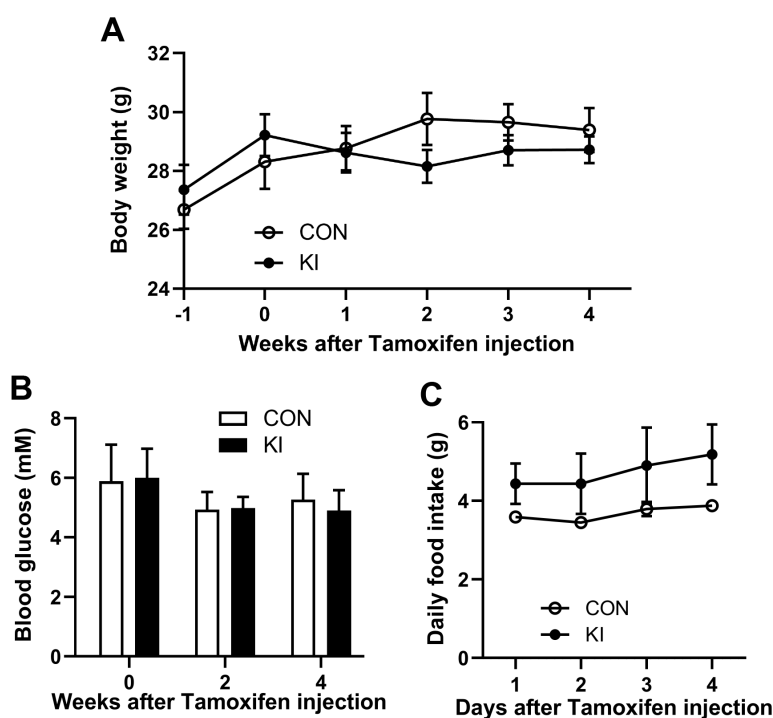 A
Body weight (g)
32
30
28
26
24
CON
KI
-1 0 1 2 3 4
Weeks after Tamoxifen injection
B
Blood glucose (mM)
8
6
4
2
0
CON
KI
0 2 4
Weeks after Tamoxifen injection
C
Daily food intake (g)
6
4
2
0
CON
KI
1 2 3 4
Days after Tamoxifen injection